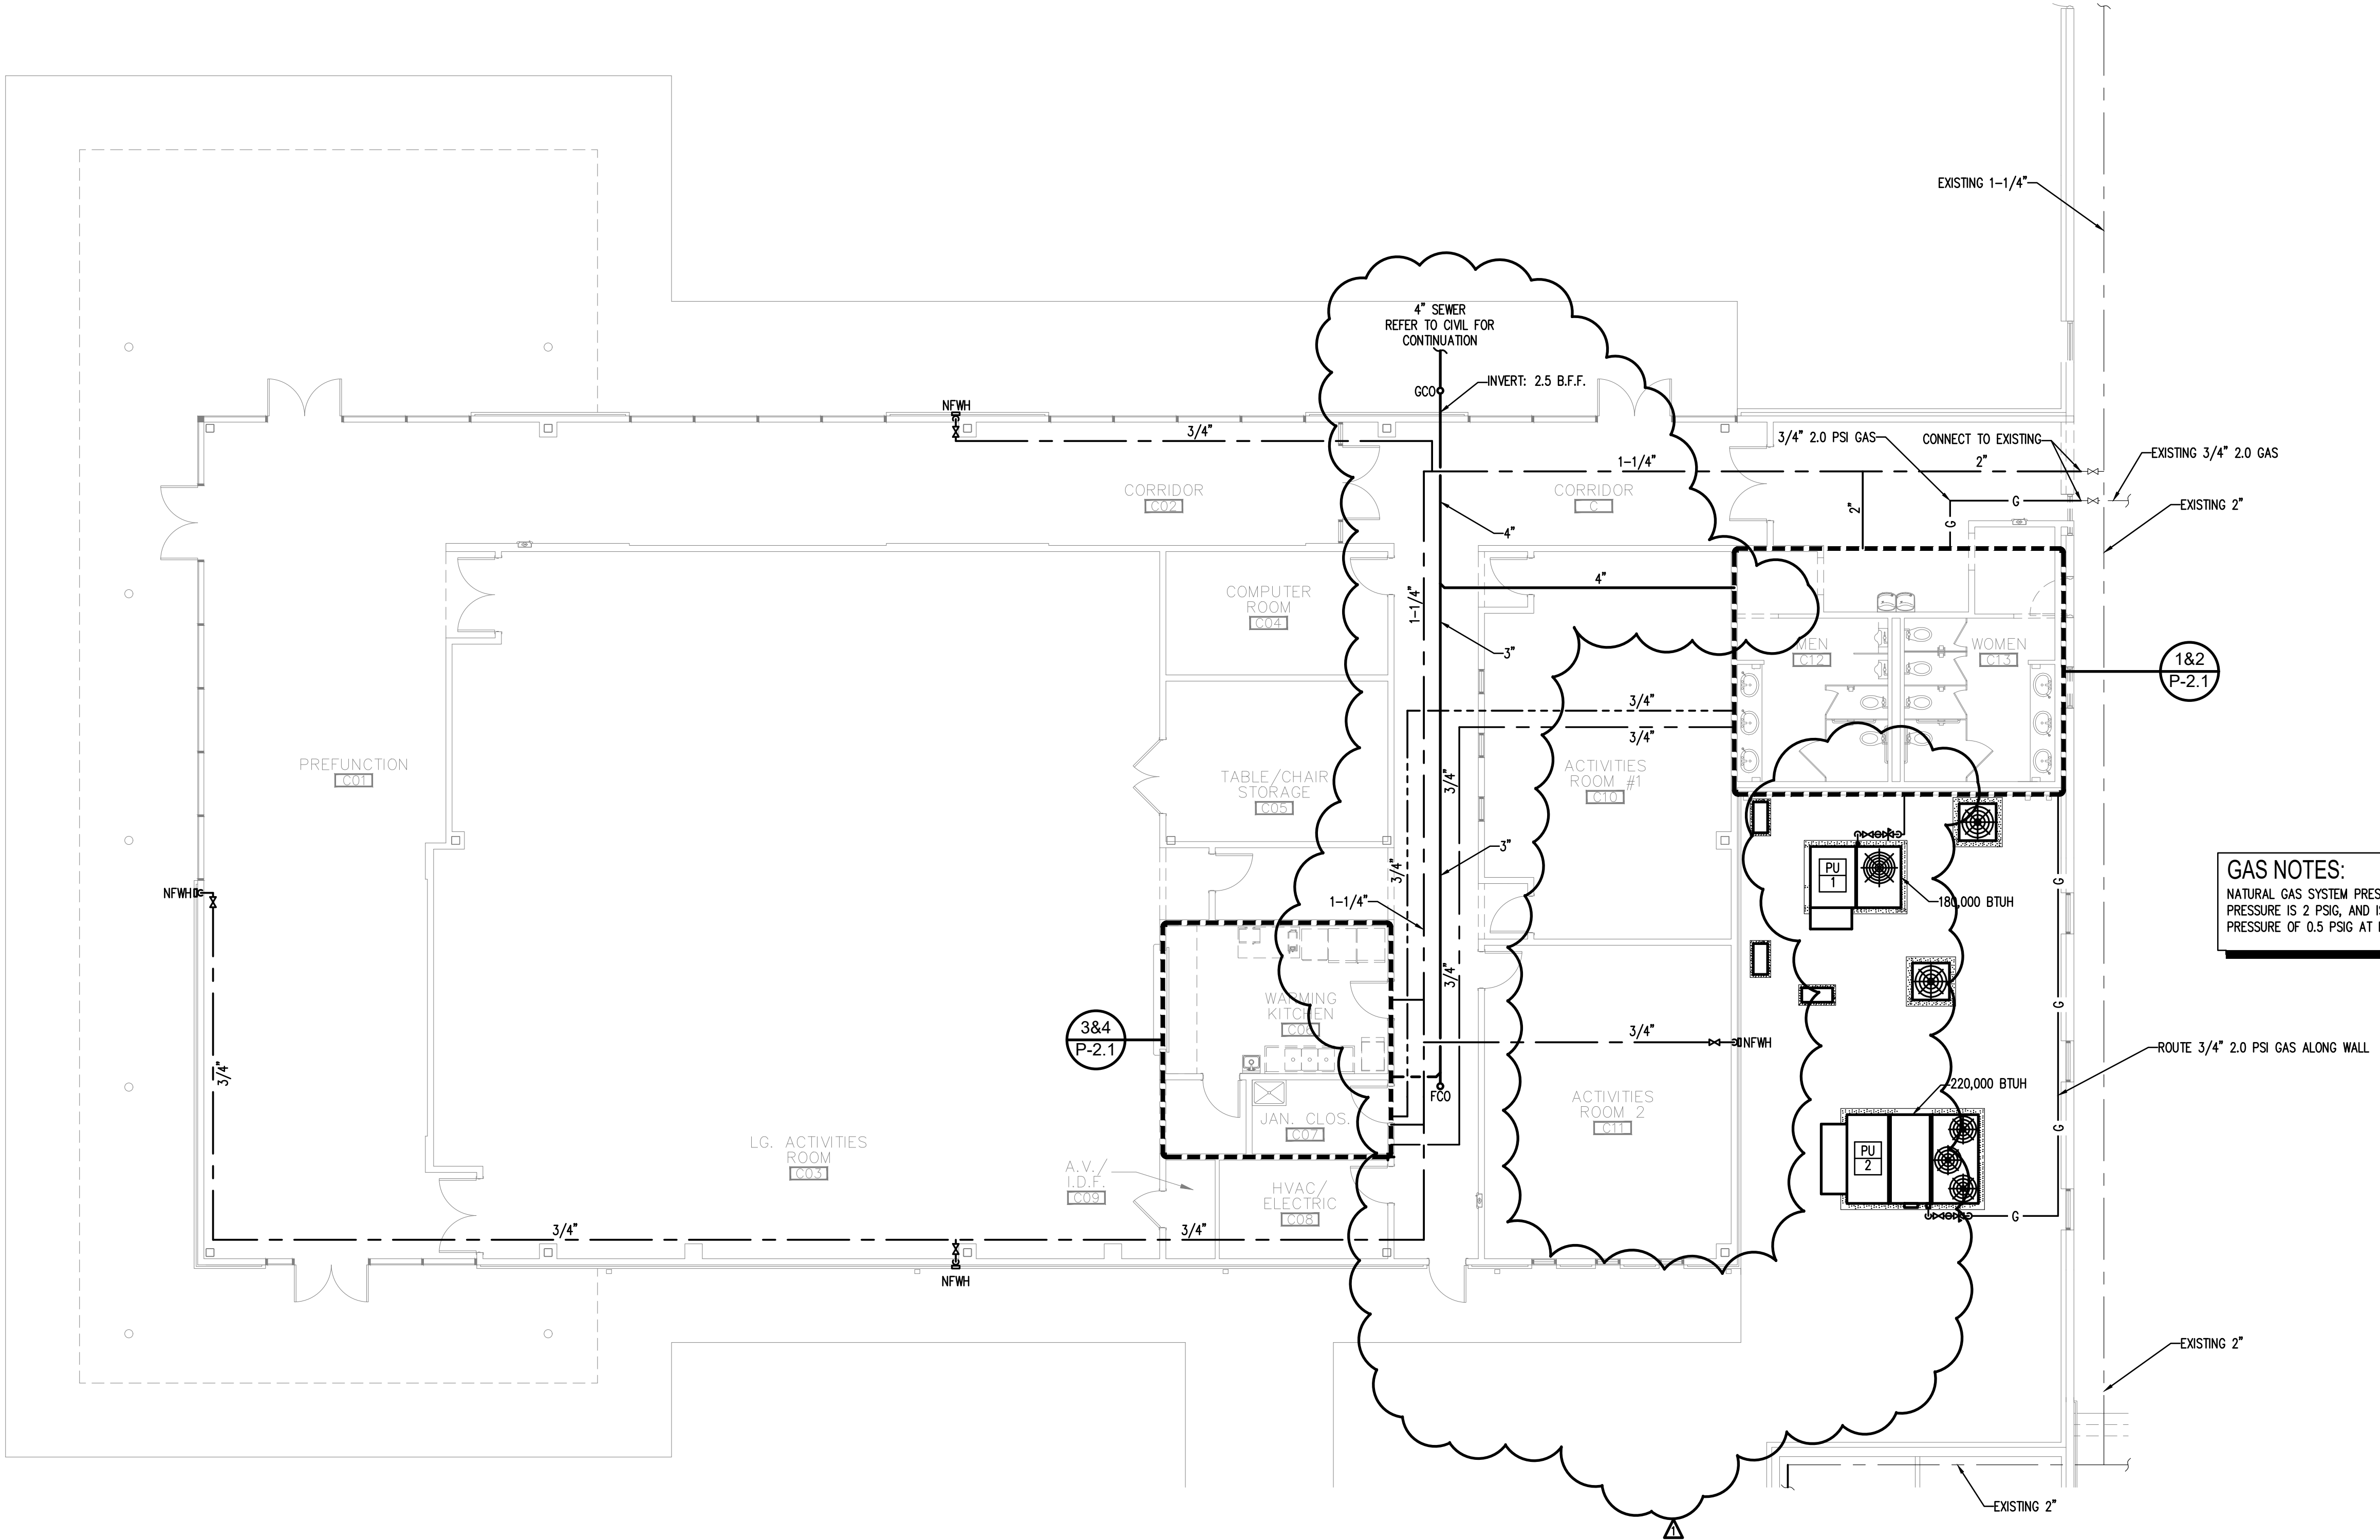 EXISTING 1-1/4"
4" SEWER
REFER TO CIVIL FOR
CONTINUATION
GCO
INVERT: 2.5 B.F.F.
NFWH
3/4"
3/4" 2.0 PSI GAS
CONNECT TO EXISTING
EXISTING 3/4" 2.0 GAS
1-1/4"
2"
CORRIDOR
C02
CORRIDOR
C
G
EXISTING 2"
2"
G
4"
4"
COMPUTER
ROOM
C04
1-1/4"
3"
MEN
C12
WOMEN
C13
1&2
P-2.1
3/4"
3/4"
PREFUNCTION
C01
TABLE/CHAIR
STORAGE
C05
3/4"
ACTIVITIES
ROOM #1
C10
3"
3/4"
PU
1
180,000 BTUH
G
GAS NOTES:
NATURAL GAS SYSTEM PRES
PRESSURE IS 2 PSIG, AND IS
PRESSURE OF 0.5 PSIG AT
NFWH
1-1/4"
3/4"
WARMING
KITCHEN
C06
G
3&4
P-2.1
3/4"
NFWH
ROUTE 3/4" 2.0 PSI GAS ALONG WALL
3/4"
FCO
220,000 BTUH
ACTIVITIES
ROOM 2
C11
JAN. CLOS.
C07
G
LG. ACTIVITIES
ROOM
C03
A.V./
I.D.F.
C09
PU
2
HVAC/
ELECTRIC
C08
G
3/4"
3/4"
NFWH
EXISTING 2"
EXISTING 2"
1